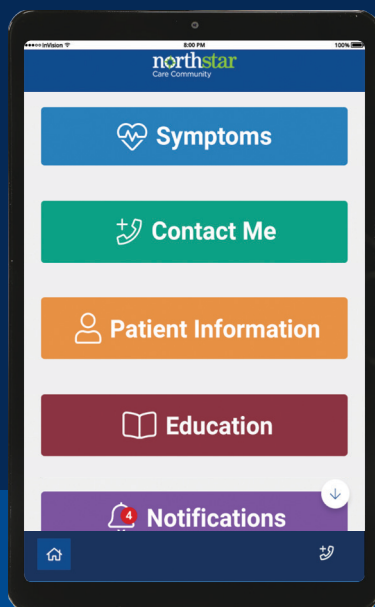 InVision
8:00 PM
100%
northstar
Care Community
Symptoms
Contact Me
Patient Information
Education
4
Notifications